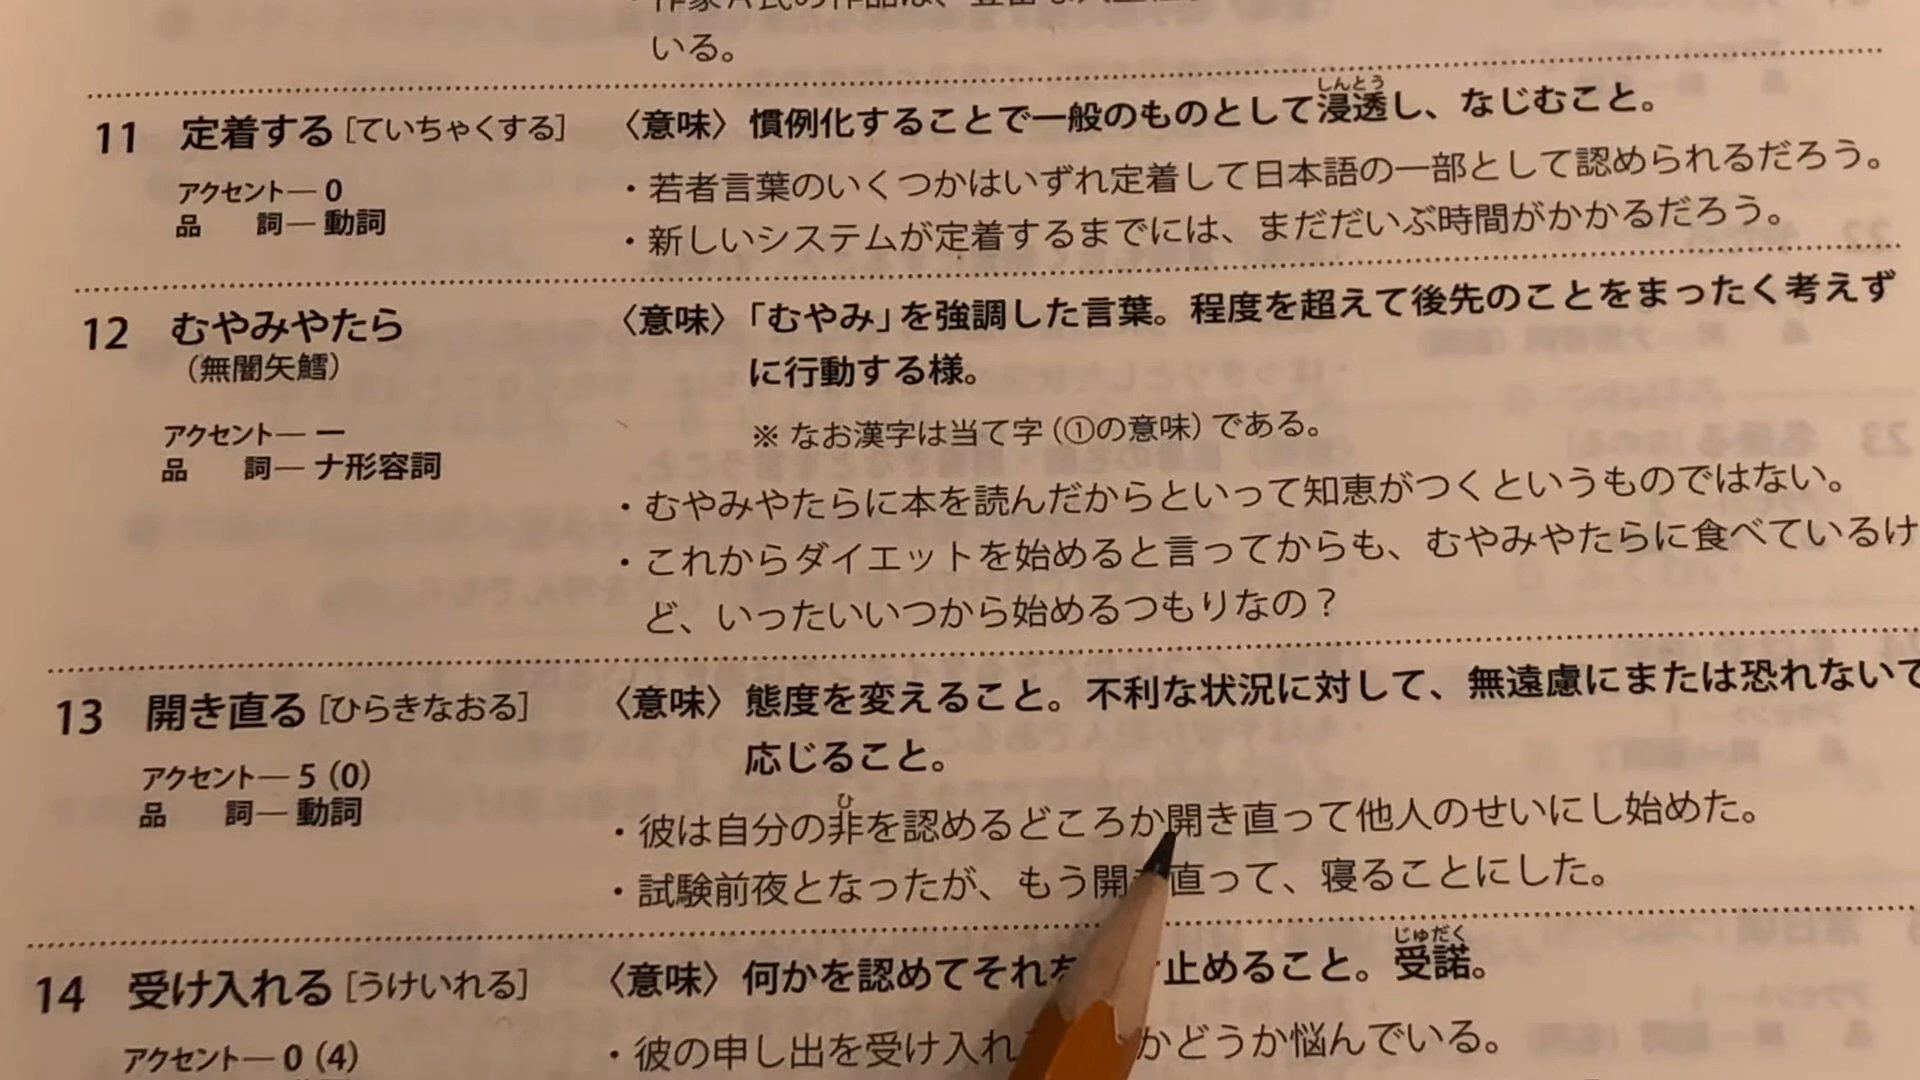 いる。
11 定着する［ていちゃくする］ 〈意味〉慣例化することで一般のものとして浸透し、なじむこと。
しんとう
アクセント― 0
品 詞― 動詞
・若者言葉のいくつかはいずれ定着して日本語の一部として認められるだろう。
・新しいシステムが定着するまでには、まだだいぶ時間がかかるだろう。
12 むやみやたら
（無闇矢鱈）
アクセント― ―
品 詞― ナ形容詞
〈意味〉「むやみ」を強調した言葉。程度を超えて後先のことをまったく考えず
に行動する様。
※ なお漢字は当て字（①の意味）である。
・むやみやたらに本を読んだからといって知恵がつくというものではない。
・これからダイエットを始めると言ってからも、むやみやたらに食べているけ
ど、いったいいつから始めるつもりなの？
13 開き直る［ひらきなおる］
アクセント― 5（0）
品 詞― 動詞
〈意味〉態度を変えること。不利な状況に対して、無遠慮にまたは恐れないで
応じること。
ひ
・彼は自分の非を認めるどころか開き直って他人のせいにし始めた。
・試験前夜となったが、もう開き直って、寝ることにした。
14 受け入れる［うけいれる］
アクセント― 0（4）
じゅだく
〈意味〉何かを認めてそれを 止めること。受諾。
・彼の申し出を受け入れ かどうか悩んでいる。